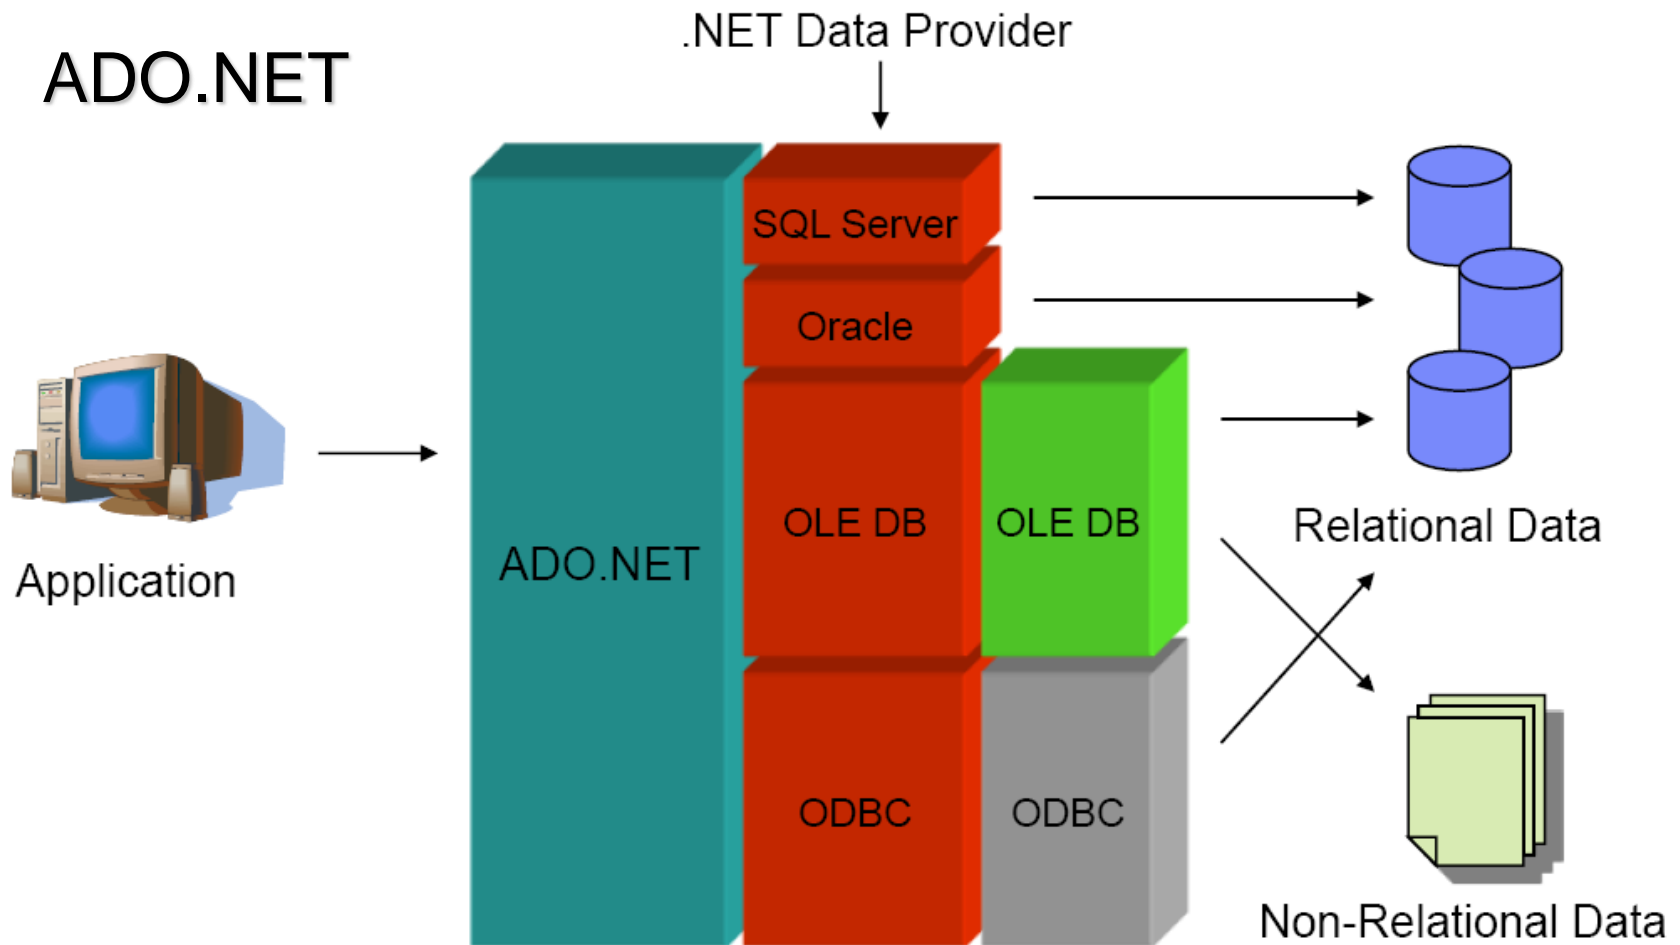 .NET Data Provider
ADO.NET
SQL Server
Oracle
OLE DB
OLE DB
Relational Data
ADO.NET
Application
ODBC
ODBC
Non-Relational Data